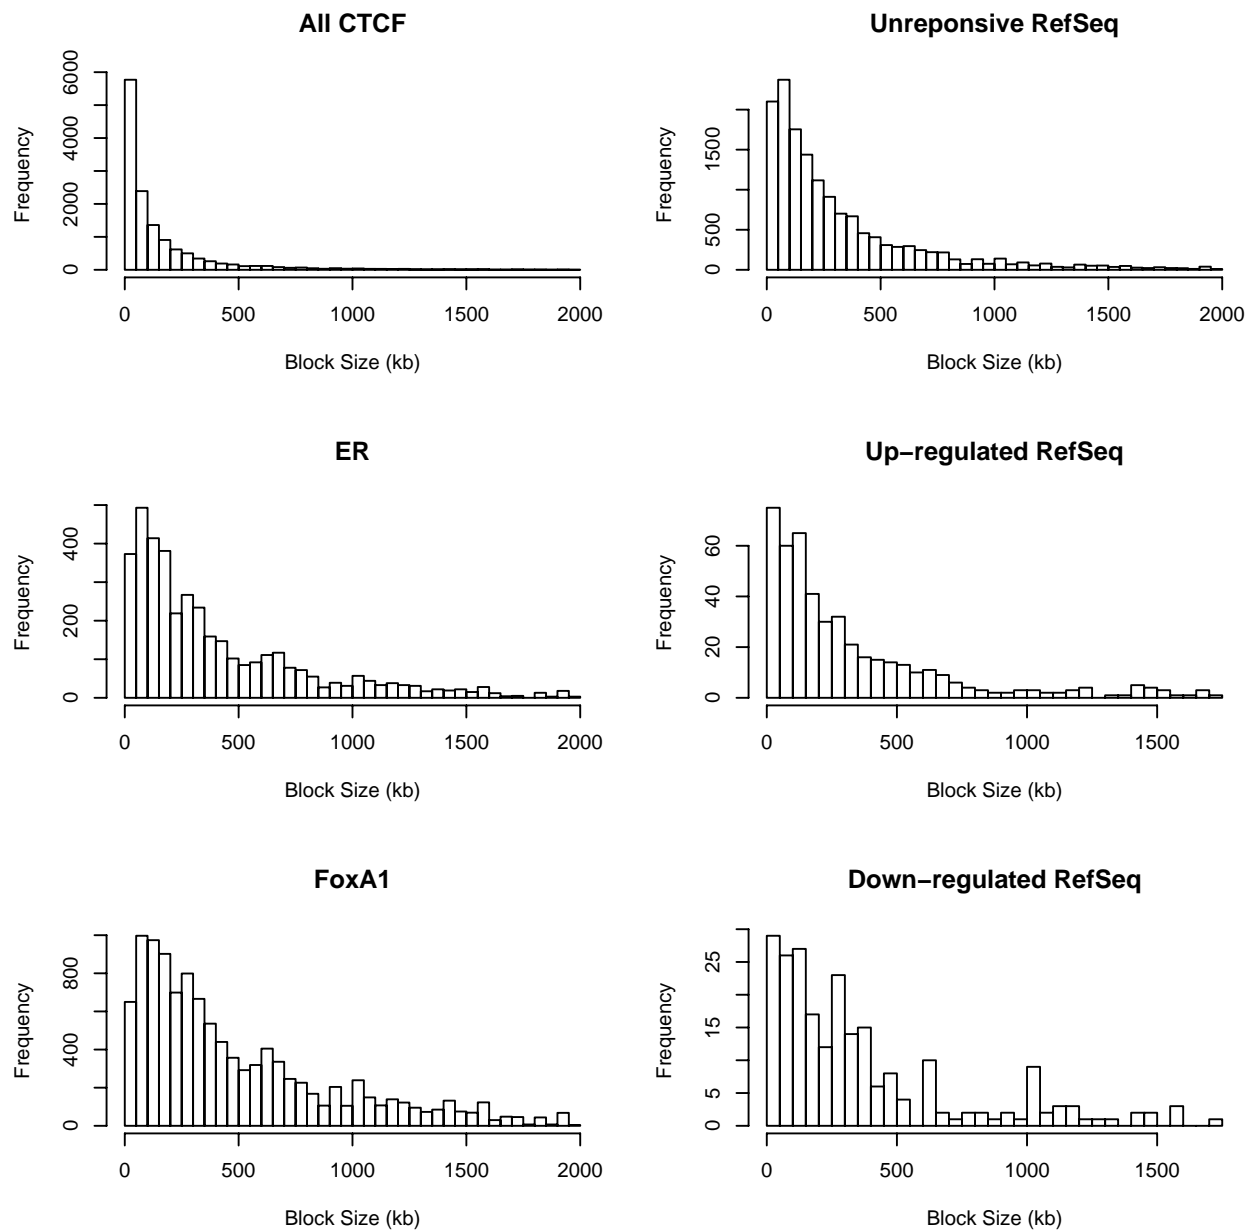 All CTCF
Frequency
0 2000 4000 6000
0 500 1000 1500 2000
Block Size (kb)
Unreponsive RefSeq
Frequency
0 500 1500
0 500 1000 1500 2000
Block Size (kb)
ER
Frequency
0 200 400
0 500 1000 1500 2000
Block Size (kb)
Up−regulated RefSeq
Frequency
0 20 40 60
0 500 1000 1500
Block Size (kb)
FoxA1
Frequency
0 400 800
0 500 1000 1500 2000
Block Size (kb)
Down−regulated RefSeq
Frequency
0 5 15 25
0 500 1000 1500
Block Size (kb)